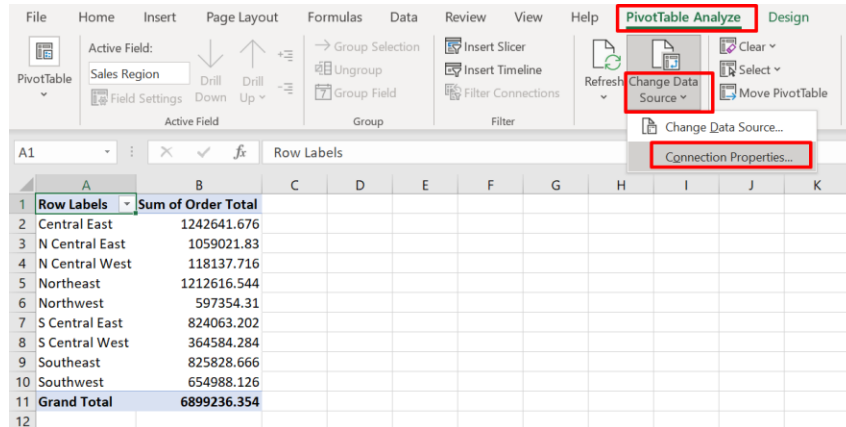 File Home Insert Page Layout Formulas Data Review View Help PivotTable Analyze Design
PivotTable
Active Field:
Sales Region
Field Settings
Drill Down
Drill Up
Active Field
Group Selection
Ungroup
Group Field
Group
Insert Slicer
Insert Timeline
Filter Connections
Filter
Refresh
Change Data
Source
Clear
Select
Move PivotTable
Change Data Source...
Connection Properties...
A1 fx Row Labels
A B C D E F G H I J K
1 Row Labels Sum of Order Total
2 Central East 1242641.676
3 N Central East 1059021.83
4 N Central West 118137.716
5 Northeast 1212616.544
6 Northwest 597354.31
7 S Central East 824063.202
8 S Central West 364584.284
9 Southeast 825828.666
10 Southwest 654988.126
11 Grand Total 6899236.354
12